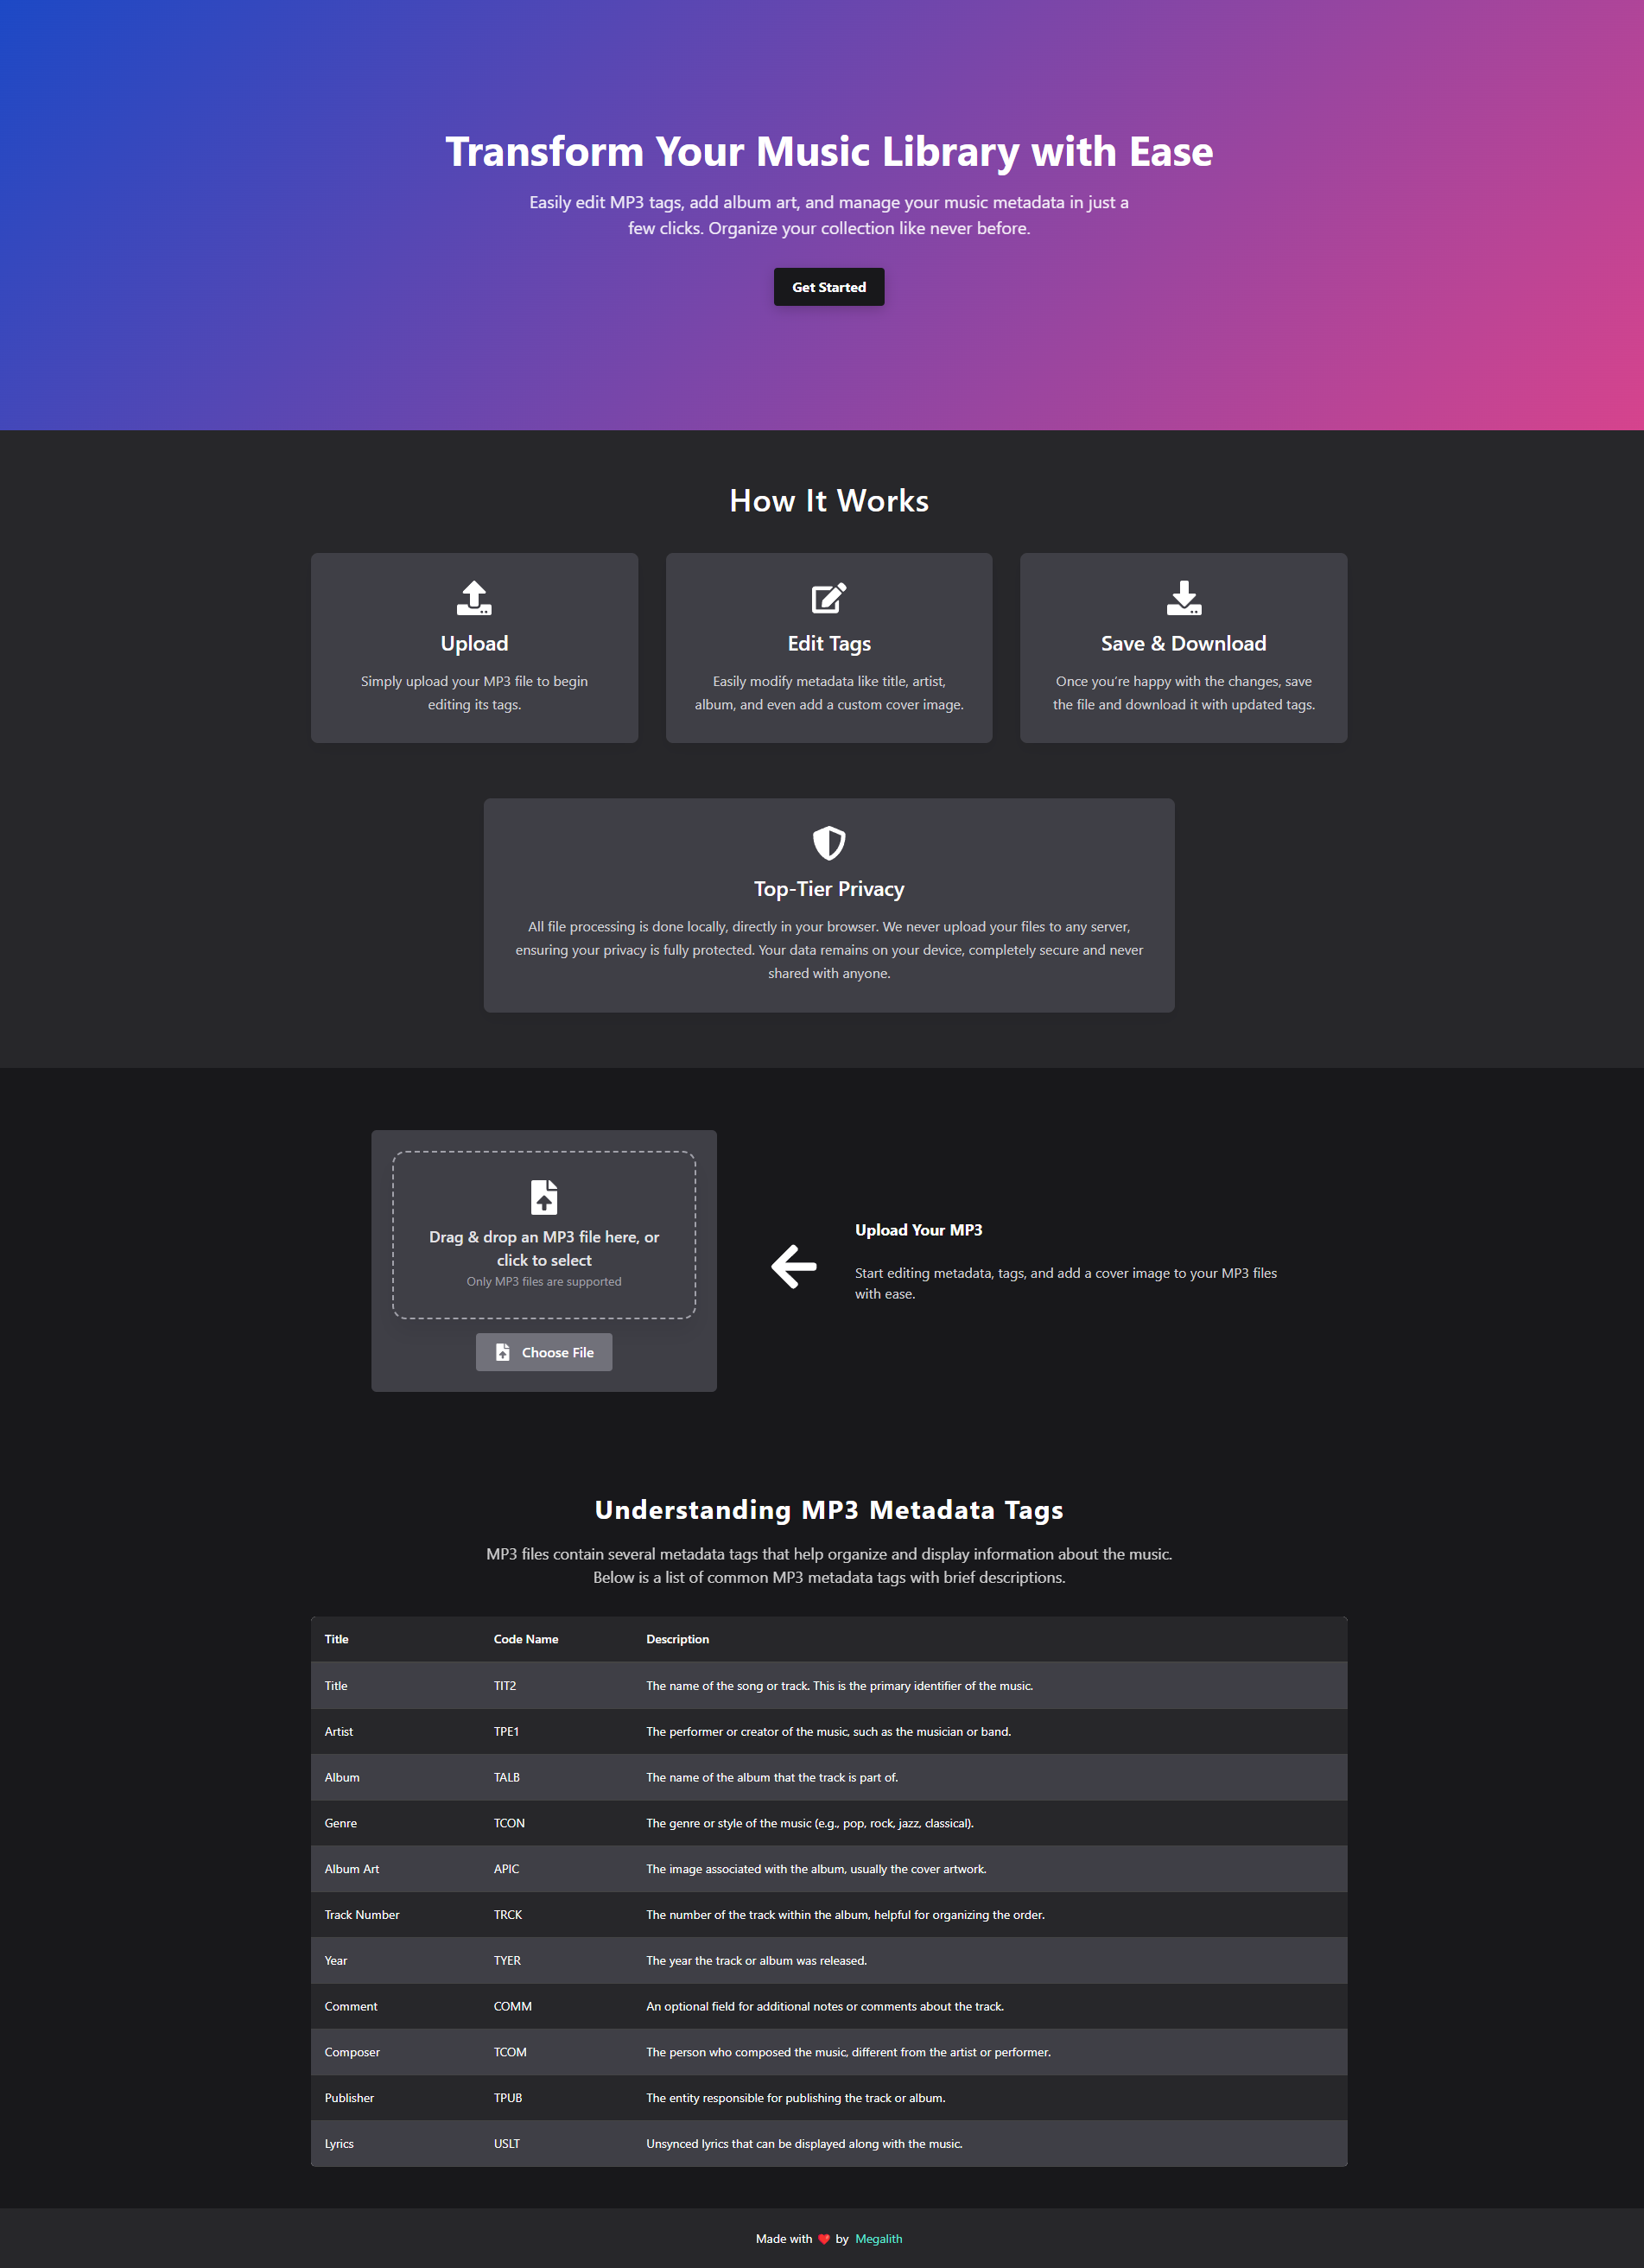 Transform Your Music Library with Ease
Easily edit MP3 tags, add album art, and manage your music metadata in just a
few clicks. Organize your collection like never before.
Get Started
How It Works
Upload
Simply upload your MP3 file to begin
editing its tags.
Edit Tags
Easily modify metadata like title, artist,
album, and even add a custom cover image.
Save & Download
Once you're happy with the changes, save
the file and download it with updated tags.
Top-Tier Privacy
All file processing is done locally, directly in your browser. We never upload your files to any server,
ensuring your privacy is fully protected. Your data remains on your device, completely secure and never
shared with anyone.
Drag & drop an MP3 file here, or
click to select
Only MP3 files are supported
Choose File
Upload Your MP3
Start editing metadata, tags, and add a cover image to your MP3 files
with ease.
Understanding MP3 Metadata Tags
MP3 files contain several metadata tags that help organize and display information about the music.
Below is a list of common MP3 metadata tags with brief descriptions.
Title Code Name Description
Title TIT2 The name of the song or track. This is the primary identifier of the music.
Artist TPE1 The performer or creator of the music, such as the musician or band.
Album TALB The name of the album that the track is part of.
Genre TCON The genre or style of the music (e.g., pop, rock, jazz, classical).
Album Art APIC The image associated with the album, usually the cover artwork.
Track Number TRCK The number of the track within the album, helpful for organizing the order.
Year TYER The year the track or album was released.
Comment COMM An optional field for additional notes or comments about the track.
Composer TCOM The person who composed the music, different from the artist or performer.
Publisher TPUB The entity responsible for publishing the track or album.
Lyrics USLT Unsynced lyrics that can be displayed along with the music.
Made with ❤️ by Megalith